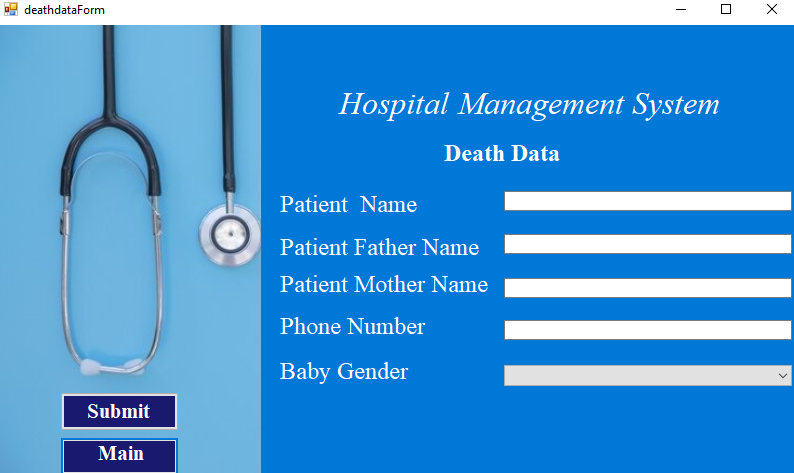 deathdataForm
Hospital Management System
Death Data
Patient  Name
Patient Father Name
Patient Mother Name
Phone Number
Baby Gender
Submit
Main